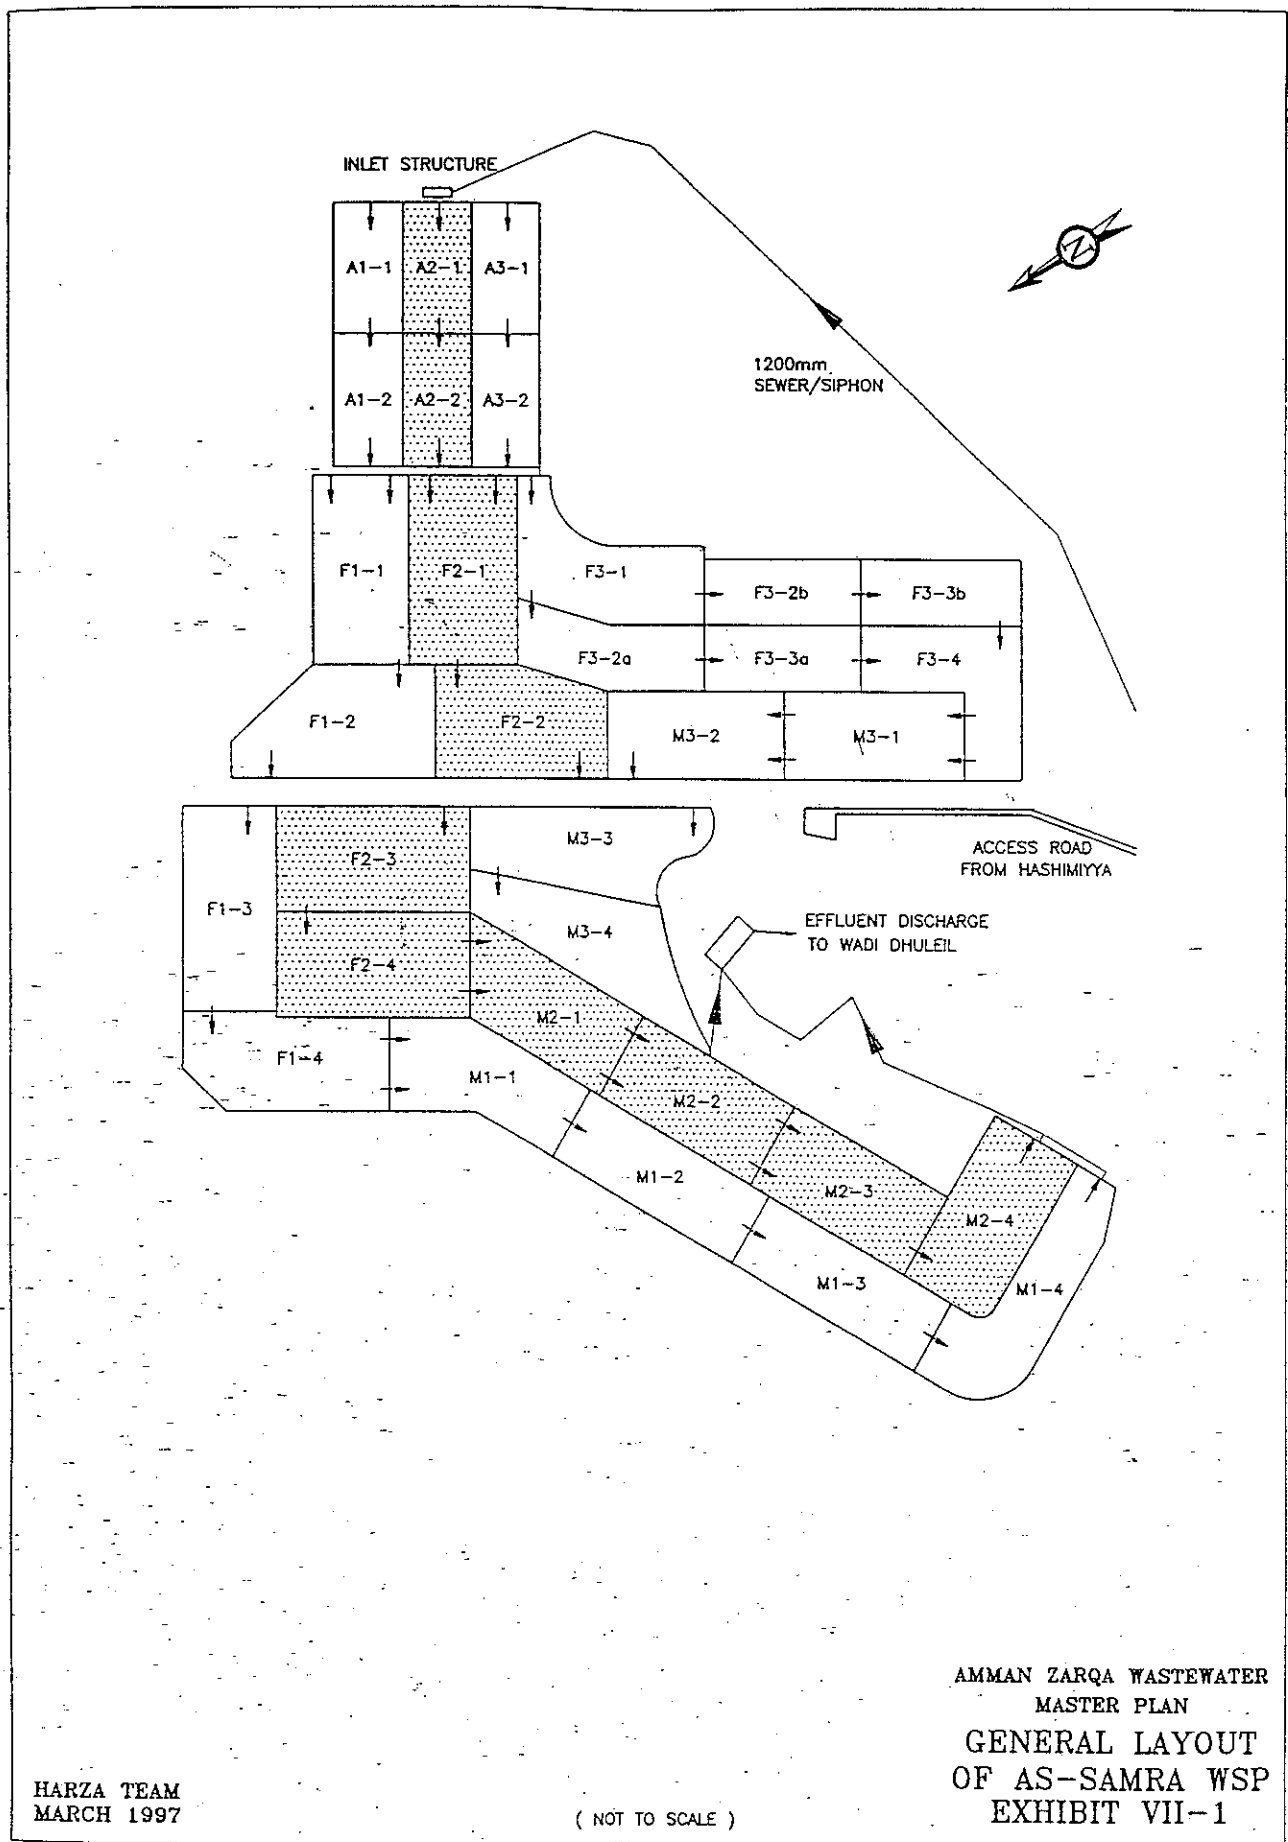 INLET STRUCTURE
N
A1-1 A2-1 A3-1
1200mm
SEWER/SIPHON
A1-2 A2-2 A3-2
F1-1 F2-1 F3-1
F3-2b F3-3b
F3-2a F3-3a F3-4
F1-2 F2-2 M3-2 M3-1
M3-3
F2-3
ACCESS ROAD
FROM HASHIMIYYA
F1-3
EFFLUENT DISCHARGE
TO WADI DHULEIL
M3-4
F2-4
M2-1
F1-4
M1-1
M2-2
M1-2
M2-3
M2-4
M1-3
M1-4
AMMAN ZARQA WASTEWATER
MASTER PLAN
GENERAL LAYOUT
OF AS-SAMRA WSP
EXHIBIT VII-1
HARZA TEAM
MARCH 1997
( NOT TO SCALE )